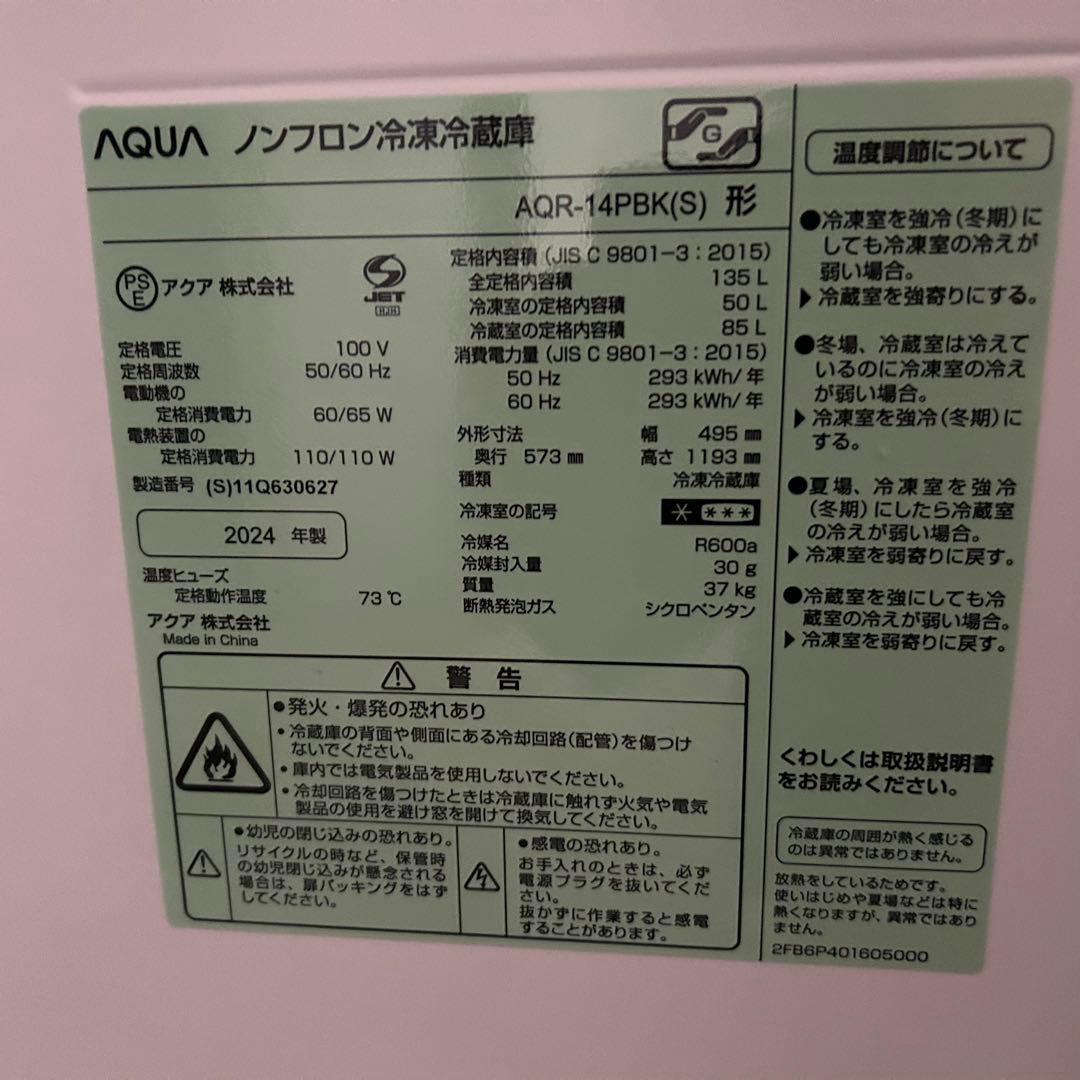 AQUA ノンフロン冷凍冷蔵庫
G
AQR-14PBK(S) 形
PSE アクア 株式会社
JET
HJH
定格電圧 100 V
定格周波数 50/60 Hz
電動機の
定格消費電力 60/65 W
電熱装置の
定格消費電力 110/110 W
製造番号 (S)11Q630627
2024 年製
温度ヒューズ
定格動作温度 73 ℃
アクア 株式会社
Made in China
定格内容積 (JIS C 9801-3:2015)
全定格内容積 135 L
冷凍室の定格内容積 50 L
冷蔵室の定格内容積 85 L
消費電力量 (JIS C 9801-3:2015)
50 Hz 293 kWh/年
60 Hz 293 kWh/年
外形寸法 幅 495 mm
奥行 573 mm 高さ 1193 mm
種類 冷凍冷蔵庫
冷凍室の記号 * ***
冷媒名 R600a
冷媒封入量 30 g
質量 37 kg
断熱発泡ガス シクロペンタン
警 告
●発火・爆発の恐れあり
・冷蔵庫の背面や側面にある冷却回路(配管)を傷つけ
ないでください。
・庫内では電気製品を使用しないでください。
・冷却回路を傷つけたときは冷蔵庫に触れず火気や電気
製品の使用を避け窓を開けて換気してください。
●幼児の閉じ込みの恐れあり。
リサイクルの時など、保管時
の幼児閉じ込みが懸念される
場合は、扉パッキングをはず
してください。
●感電の恐れあり。
お手入れのときは、必ず
電源プラグを抜いてくだ
さい。
抜かずに作業すると感電
することがあります。
温度調節について
●冷凍室を強冷(冬期)に
しても冷凍室の冷えが
弱い場合。
▶冷蔵室を強寄りにする。
●冬場、冷蔵室は冷えて
いるのに冷凍室の冷え
が弱い場合。
▶冷凍室を強冷(冬期)に
する。
●夏場、冷凍室を強冷
(冬期)にしたら冷蔵室
の冷えが弱い場合。
▶冷凍室を弱寄りに戻す。
●冷蔵室を強にしても冷
蔵室の冷えが弱い場合。
▶冷凍室を弱寄りに戻す。
くわしくは取扱説明書
をお読みください。
冷蔵庫の周囲が熱く感じる
のは異常ではありません。
放熱をしているためです。
使いはじめや夏場などは特に
熱くなりますが、異常ではあり
ません。
2FB6P401605000